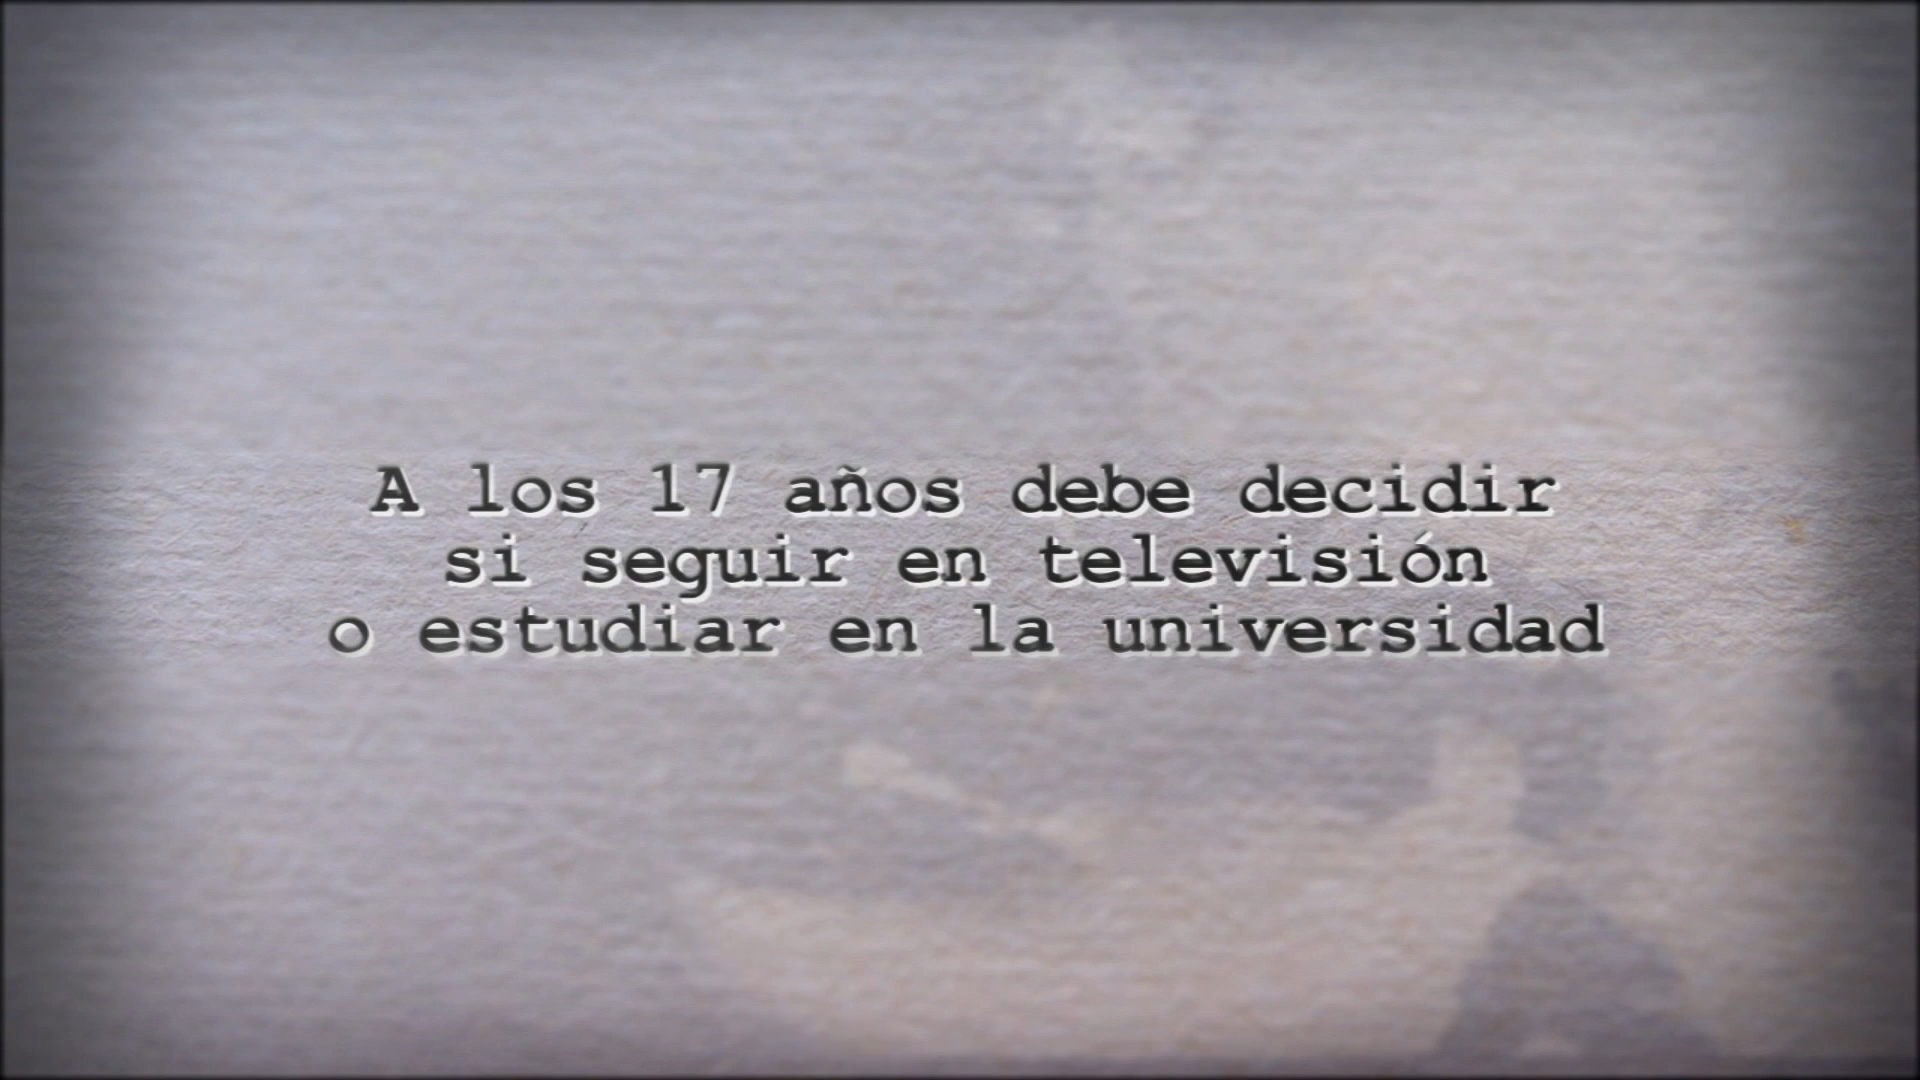 A los 17 años debe decidir
si seguir en televisión
o estudiar en la universidad